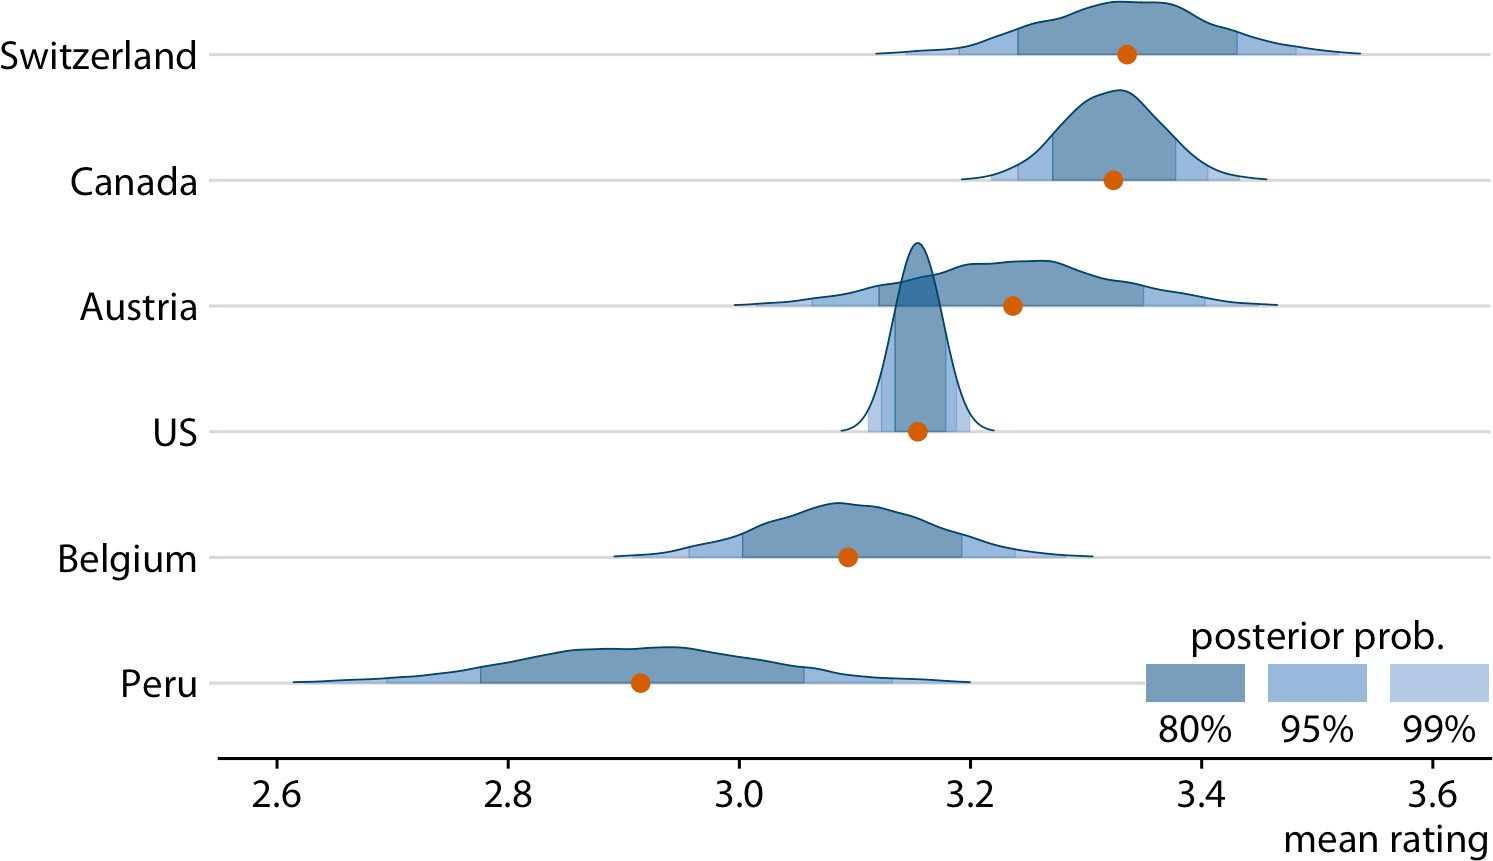 Switzerland
Canada
Austria
US
Belgium
Peru
posterior prob.
80% 95% 99%
2.6 2.8 3.0 3.2 3.4 3.6
mean rating